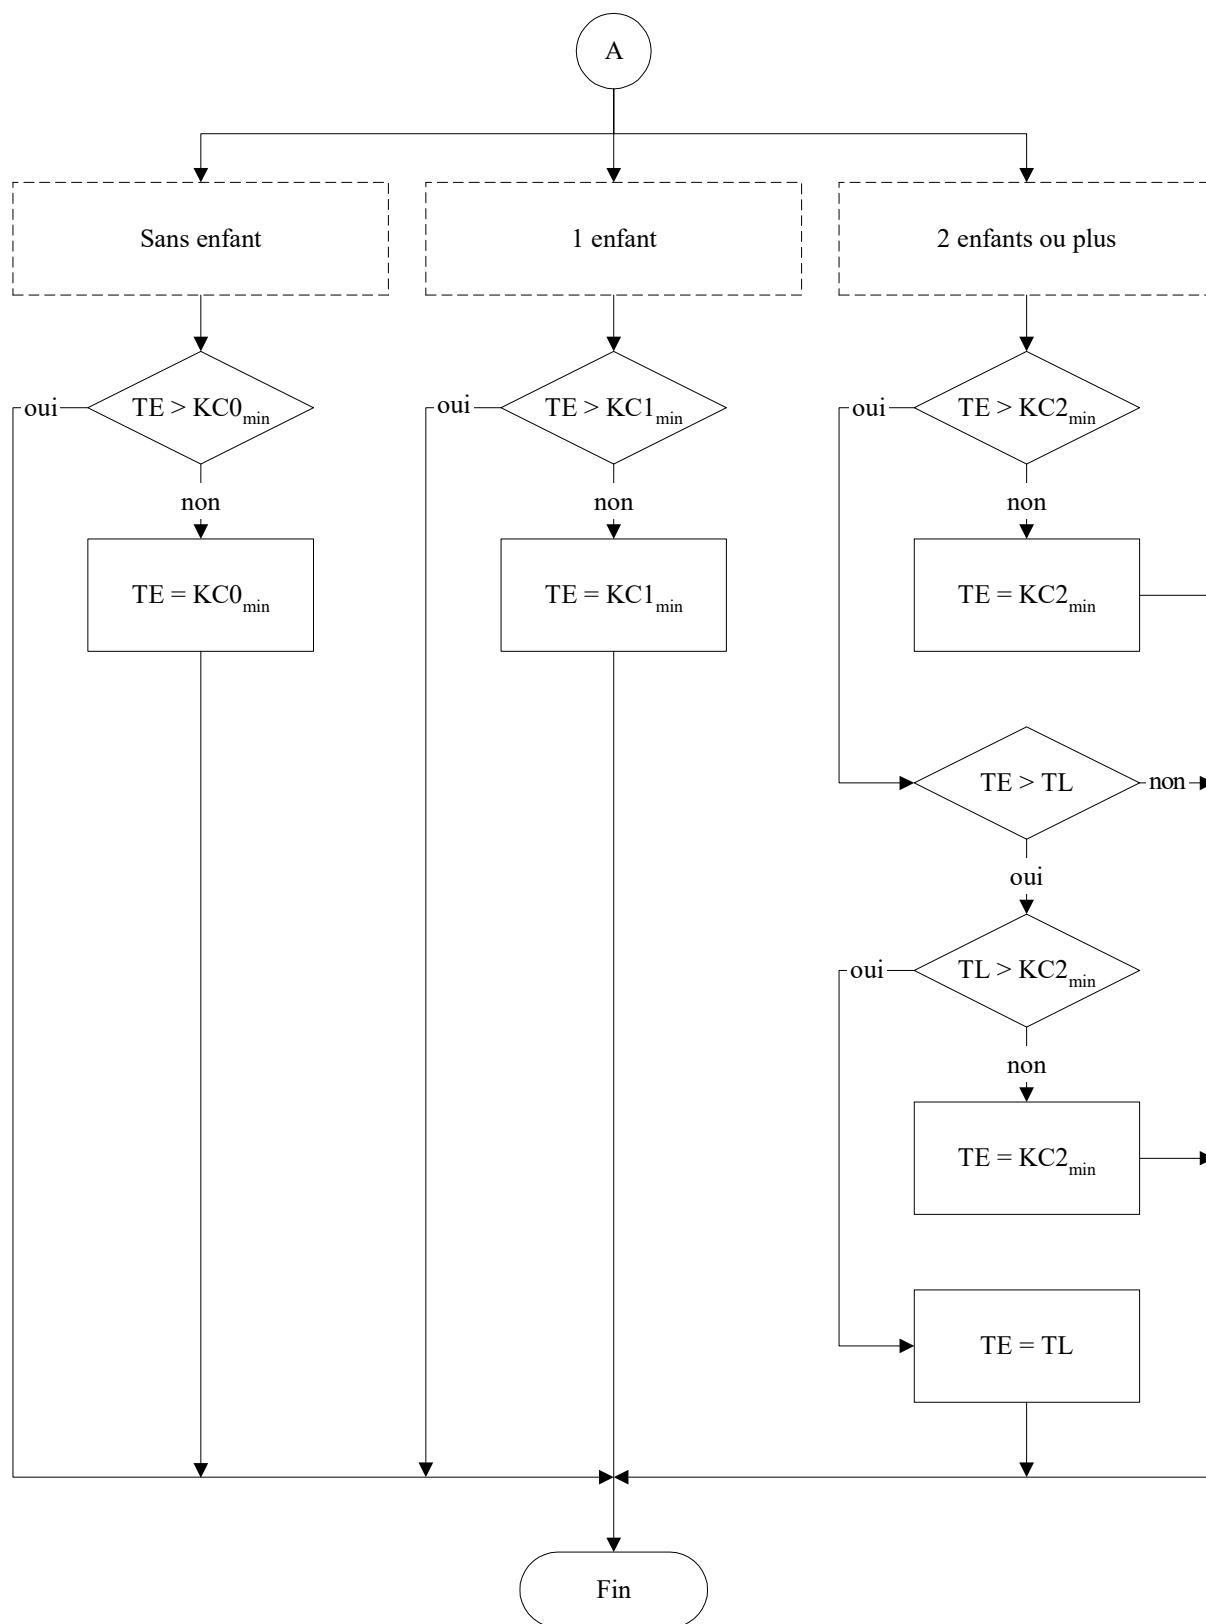 A
Sans enfant
1 enfant
2 enfants ou plus
oui
TE > KC0min
oui
TE > KC1min
oui
TE > KC2min
non
non
non
TE = KC0min
TE = KC1min
TE = KC2min
TE > TL
non
oui
oui
TL > KC2min
non
TE = KC2min
TE = TL
Fin